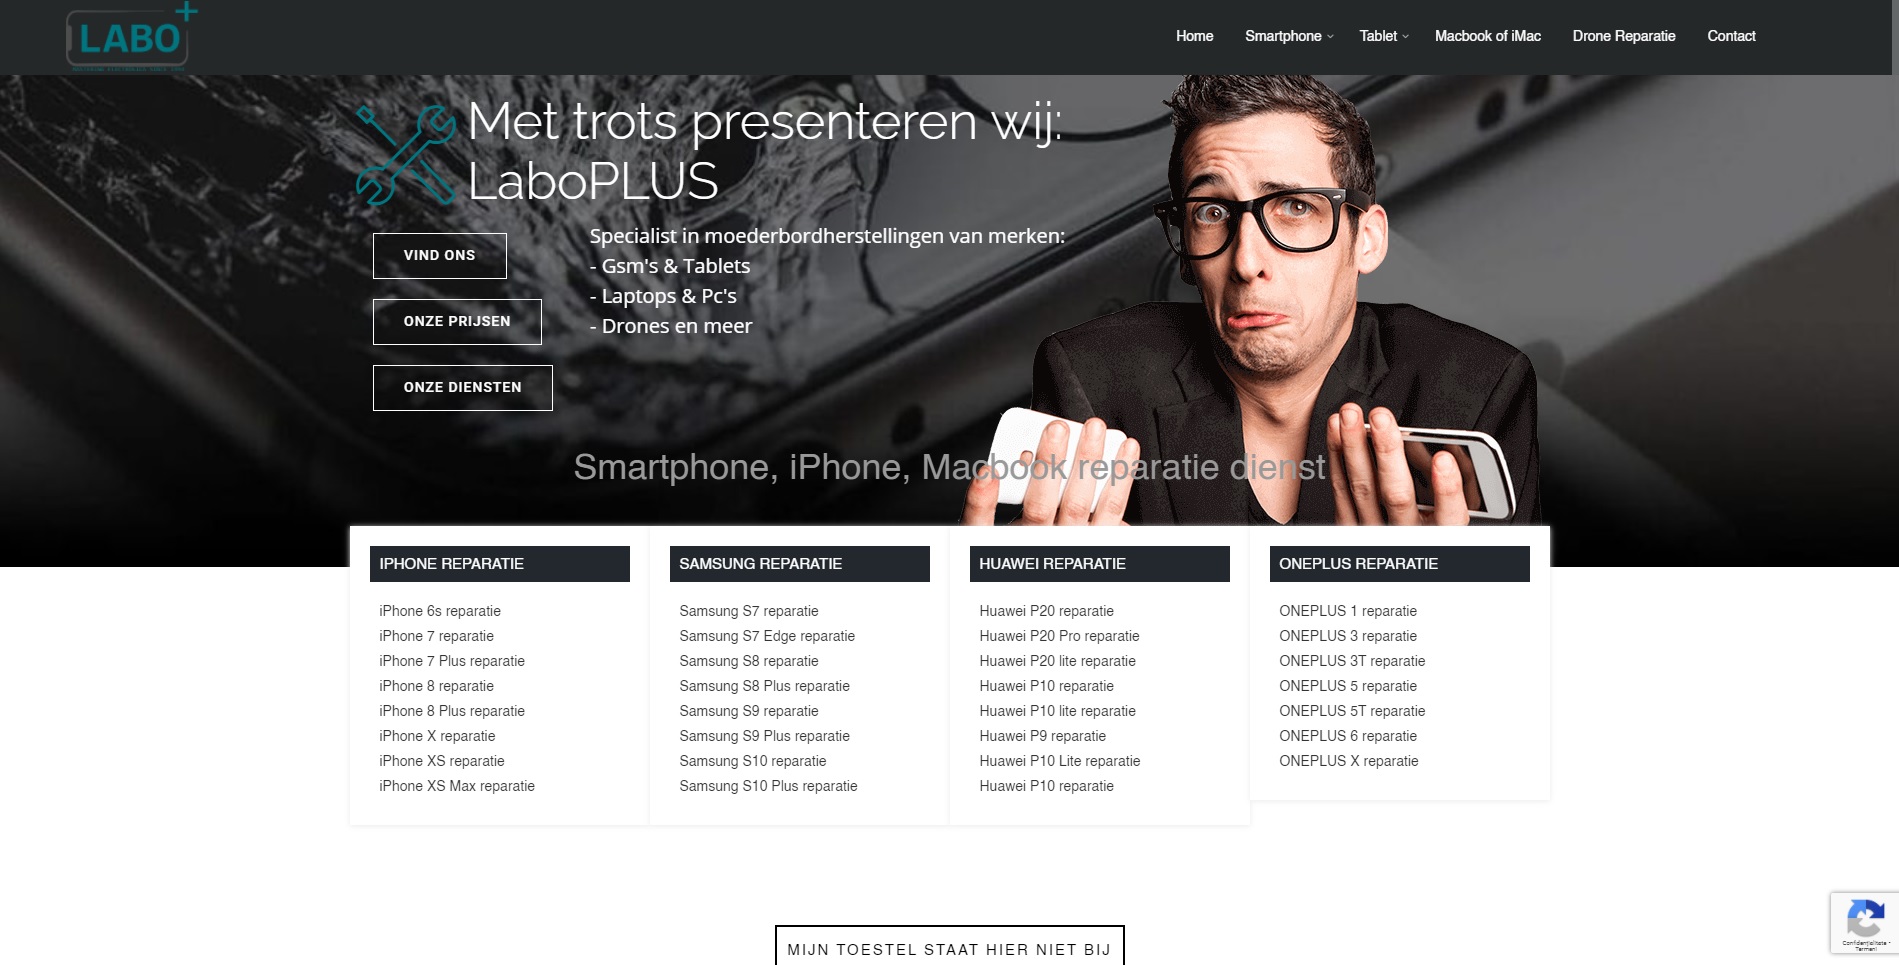 LABO
Home
Smartphone
Tablet
Macbook of iMac
Drone Reparatie
Contact
Met trots presenteren wij:
LaboPLUS
VIND ONS
ONZE PRIJSEN
ONZE DIENSTEN
Specialist in moederbordherstellingen van merken:
- Gsm's & Tablets
- Laptops & Pc's
- Drones en meer
Smartphone, iPhone, Macbook reparatie dienst
IPHONE REPARATIE
iPhone 6s reparatie
iPhone 7 reparatie
iPhone 7 Plus reparatie
iPhone 8 reparatie
iPhone 8 Plus reparatie
iPhone X reparatie
iPhone XS reparatie
iPhone XS Max reparatie
SAMSUNG REPARATIE
Samsung S7 reparatie
Samsung S7 Edge reparatie
Samsung S8 reparatie
Samsung S8 Plus reparatie
Samsung S9 reparatie
Samsung S9 Plus reparatie
Samsung S10 reparatie
Samsung S10 Plus reparatie
HUAWEI REPARATIE
Huawei P20 reparatie
Huawei P20 Pro reparatie
Huawei P20 lite reparatie
Huawei P10 reparatie
Huawei P10 lite reparatie
Huawei P9 reparatie
Huawei P10 Lite reparatie
Huawei P10 reparatie
ONEPLUS REPARATIE
ONEPLUS 1 reparatie
ONEPLUS 3 reparatie
ONEPLUS 3T reparatie
ONEPLUS 5 reparatie
ONEPLUS 5T reparatie
ONEPLUS 6 reparatie
ONEPLUS X reparatie
MIJN TOESTEL STAAT HIER NIET BIJ
Confidențialitate -
Termeni